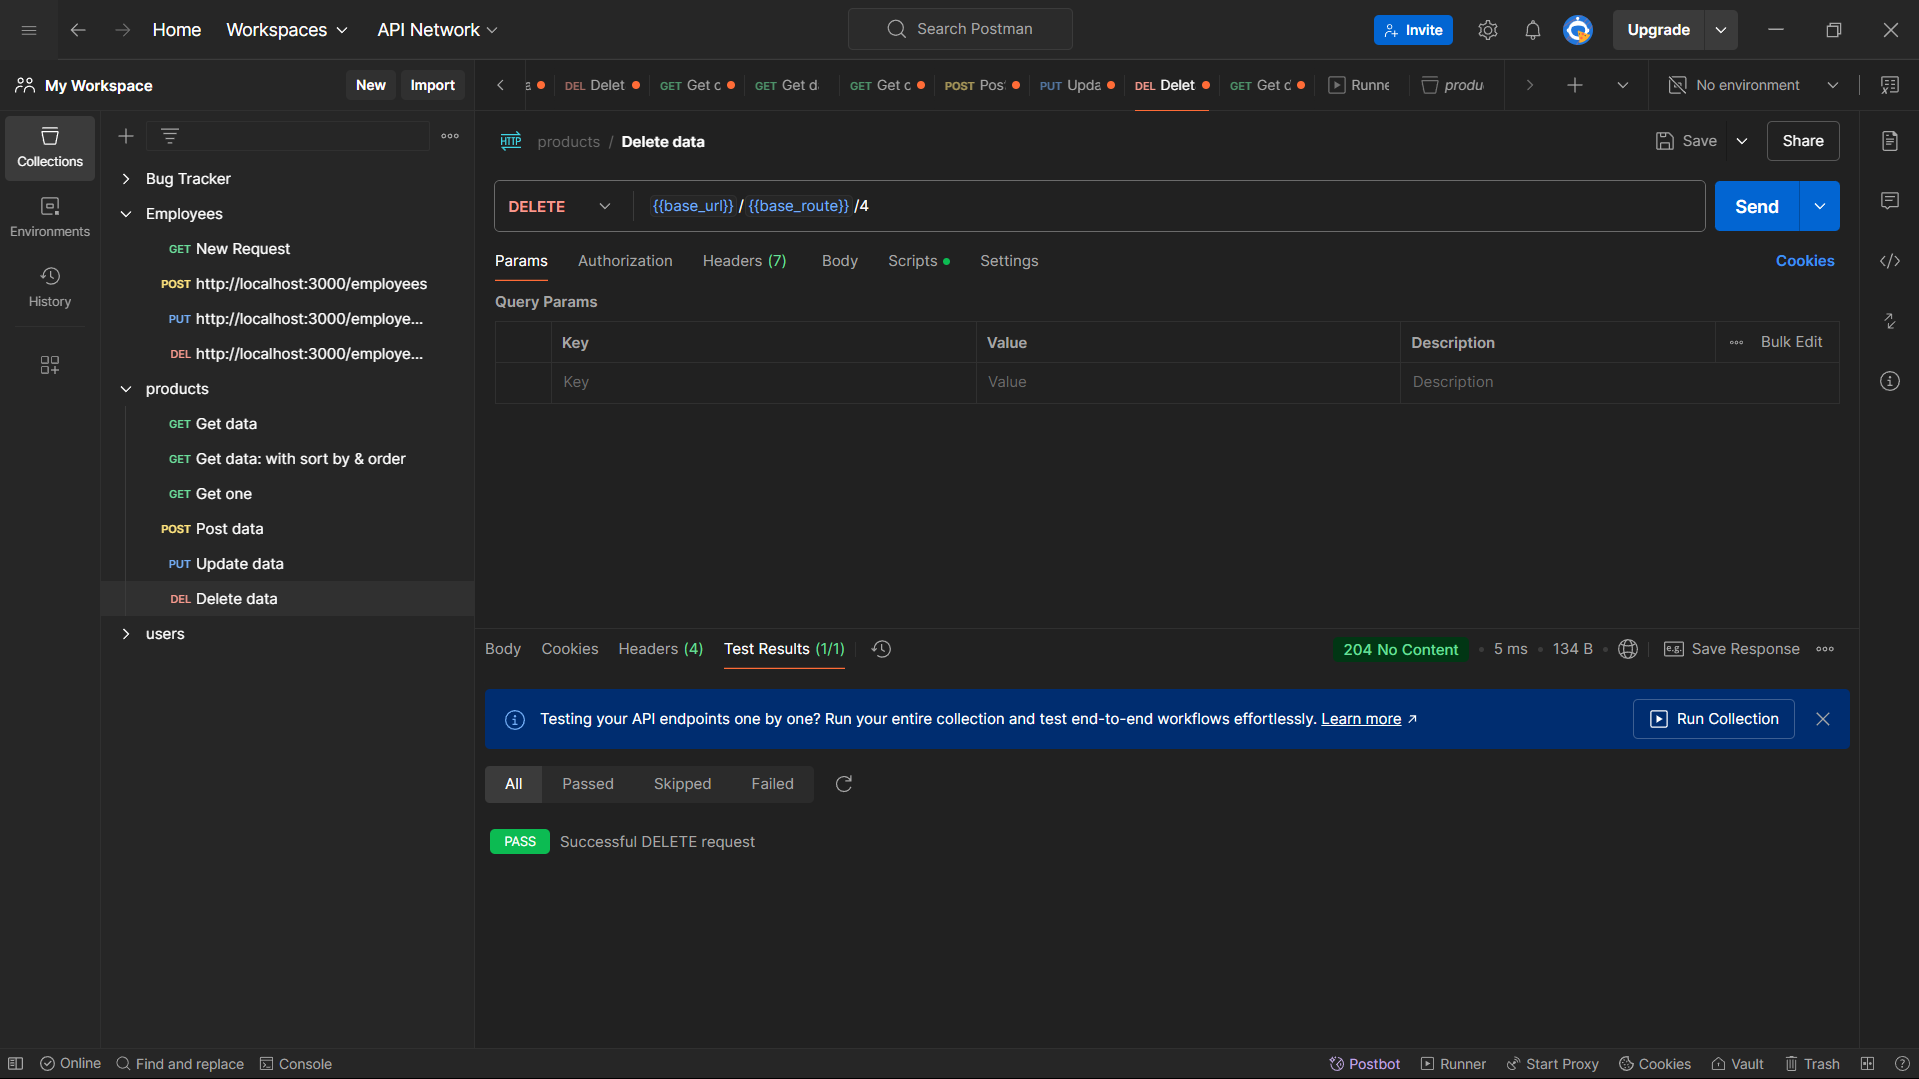 Home Workspaces API Network Search Postman Invite Upgrade
My Workspace New Import
DEL Delet GET Get c GET Get d GET Get c POST Pos PUT Upda DEL Delet GET Get c Runne produ No environment
Collections
Environments
History
Bug Tracker
Employees
GET New Request
POST http://localhost:3000/employees
PUT http://localhost:3000/employe...
DEL http://localhost:3000/employe...
products
GET Get data
GET Get data: with sort by & order
GET Get one
POST Post data
PUT Update data
DEL Delete data
users
HTTP products / Delete data Save Share
DELETE {{base_url}} / {{base_route}} /4 Send
Params Authorization Headers (7) Body Scripts Settings Cookies
Query Params
Key Value Description Bulk Edit
Key Value Description
Body Cookies Headers (4) Test Results (1/1) 204 No Content 5 ms 134 B e.g. Save Response
Testing your API endpoints one by one? Run your entire collection and test end-to-end workflows effortlessly. Learn more Run Collection
All Passed Skipped Failed
PASS Successful DELETE request
Online Find and replace Console Postbot Runner Start Proxy Cookies Vault Trash